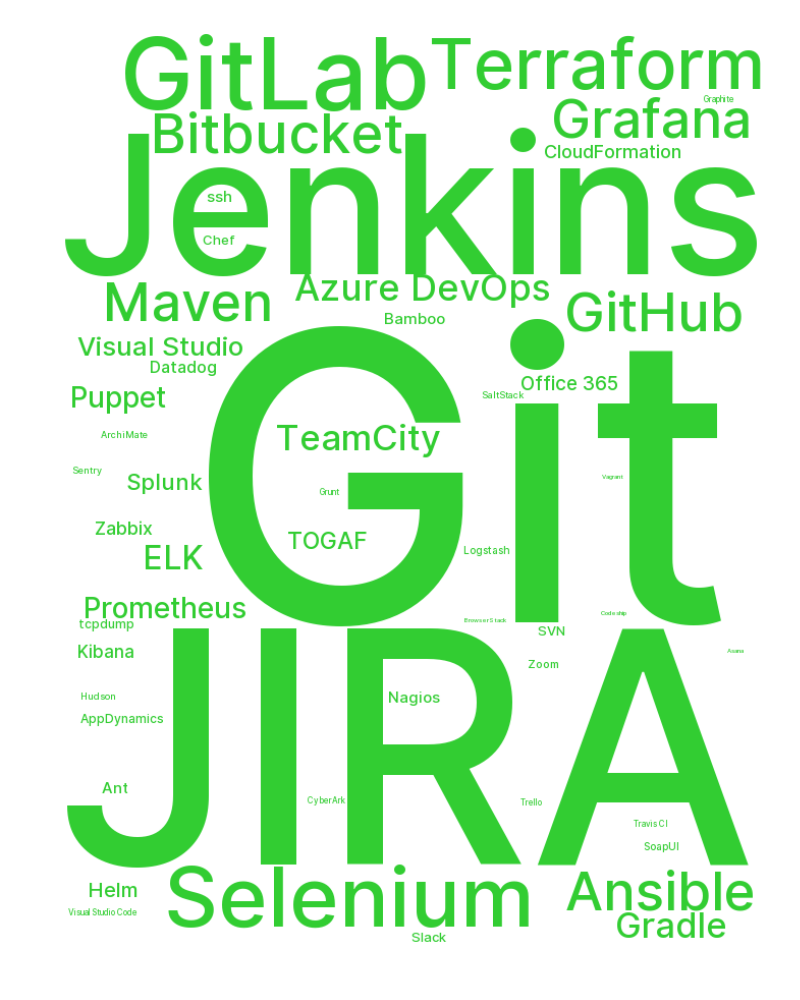 GitLab
Terraform
Graphite
Grafana
Bitbucket
CloudFormation
Jenkins
ssh
Chef
Azure DevOps
Maven
GitHub
Bamboo
Visual Studio
Datadog
Office 365
Puppet
SaltStack
Git
ArchiMate
TeamCity
Sentry
Vagrant
Splunk
Grunt
Zabbix
TOGAF
Logstash
ELK
Prometheus
Codeship
BrowserStack
tcpdump
SVN
Kibana
Asana
Zoom
JIRA
Hudson
Nagios
AppDynamics
Ant
CyberArk
Trello
Travis CI
SoapUI
Helm
Selenium
Ansible
Visual Studio Code
Gradle
Slack